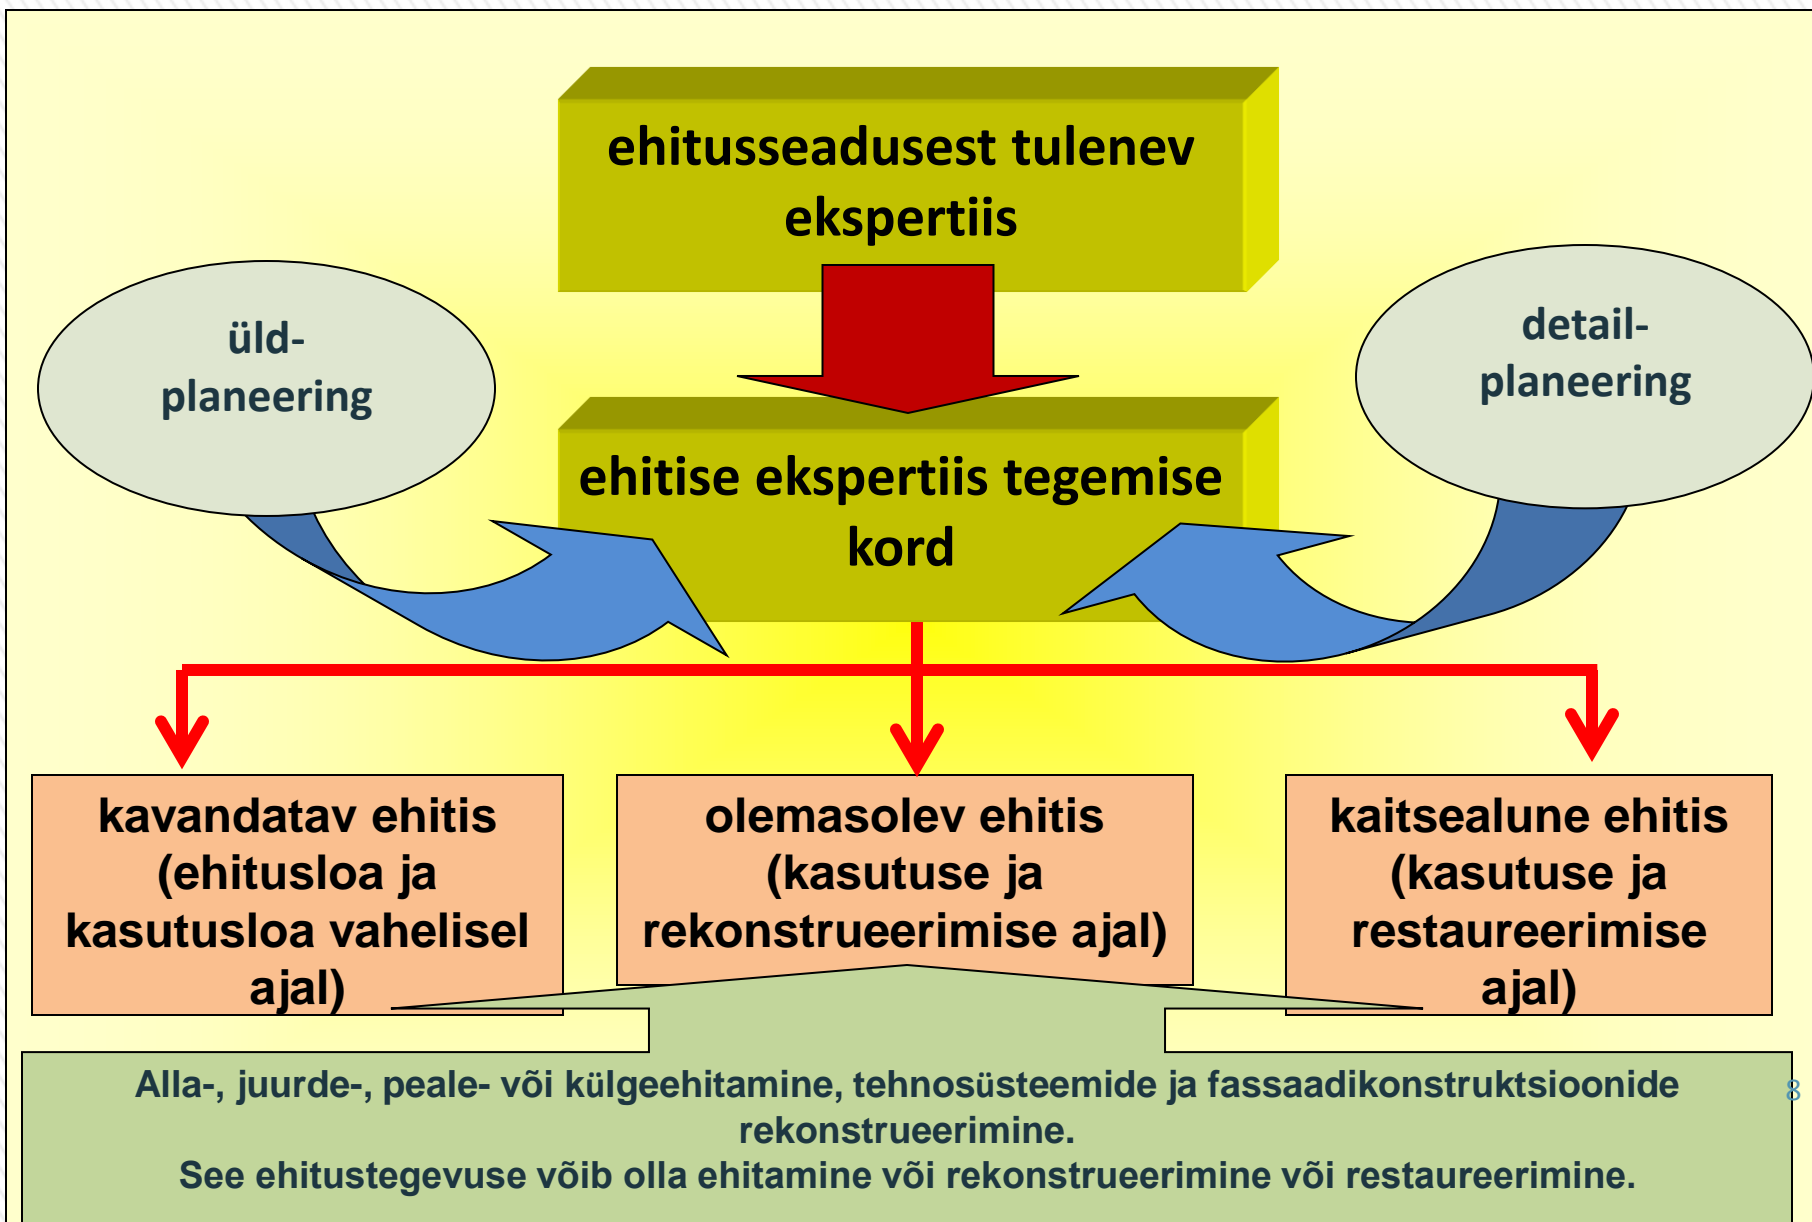 ehitusseadusest tulenev
ekspertiis
üld-
planeering
detail-
planeering
ehitise ekspertiis tegemise
kord
kavandatav ehitis
(ehitusloa ja
kasutusloa vahelisel
ajal)
olemasolev ehitis
(kasutuse ja
rekonstrueerimise ajal)
kaitsealune ehitis
(kasutuse ja
restaureerimise
ajal)
Alla-, juurde-, peale- või külgeehitamine, tehnosüsteemide ja fassaadikonstruktsioonide
rekonstrueerimine.
See ehitustegevuse võib olla ehitamine või rekonstrueerimine või restaureerimine.
8